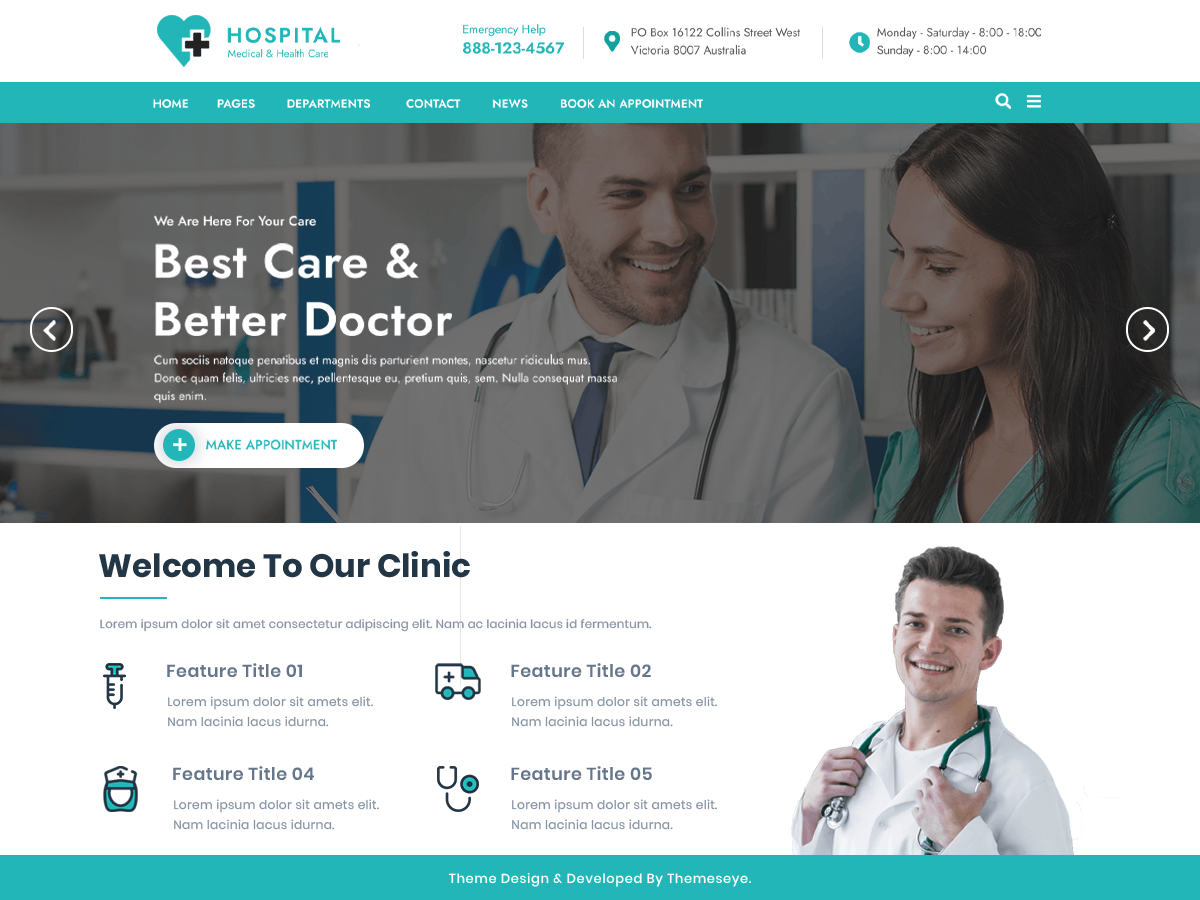 HOSPITAL
Medical & Health Care
Emergency Help
888-123-4567
PO Box 16122 Collins Street West
Victoria 8007 Australia
Monday - Saturday - 8:00 - 18:00
Sunday - 8:00 - 14:00
HOME PAGES DEPARTMENTS CONTACT NEWS BOOK AN APPOINTMENT
We Are Here For Your Care
Best Care &
Better Doctor
Cum sociis natoque penatibus et magnis dis parturient montes, nascetur ridiculus mus.
Donec quam felis, ultricies nec, pellentesque eu, pretium quis, sem. Nulla consequat massa
quis enim.
MAKE APPOINTMENT
Welcome To Our Clinic
Lorem ipsum dolor sit amet consectetur adipiscing elit. Nam ac lacinia lacus id fermentum.
Feature Title 01
Lorem ipsum dolor sit amets elit.
Nam lacinia lacus idurna.
Feature Title 02
Lorem ipsum dolor sit amets elit.
Nam lacinia lacus idurna.
Feature Title 04
Lorem ipsum dolor sit amets elit.
Nam lacinia lacus idurna.
Feature Title 05
Lorem ipsum dolor sit amets elit.
Nam lacinia lacus idurna.
Theme Design & Developed By Themeseye.